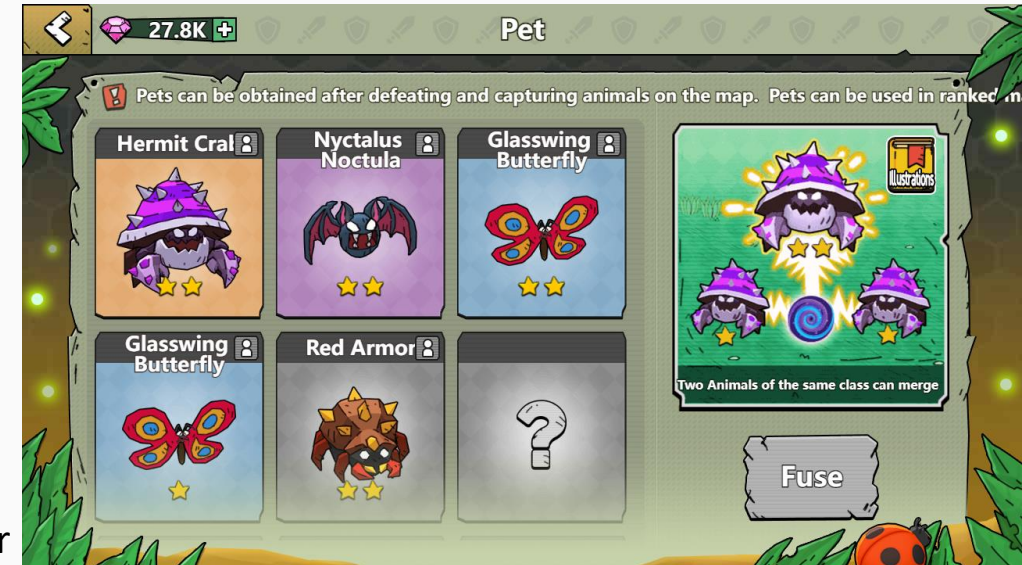 27.8K
Pet
Pets can be obtained after defeating and capturing animals on the map. Pets can be used in ranked
Hermit
Nyctalus
Noctula
Glasswing
Butterfly
Illustrations
Glasswing
Butterfly
Red Armor
?
Two Animals of the same class can merge
Fuse
r